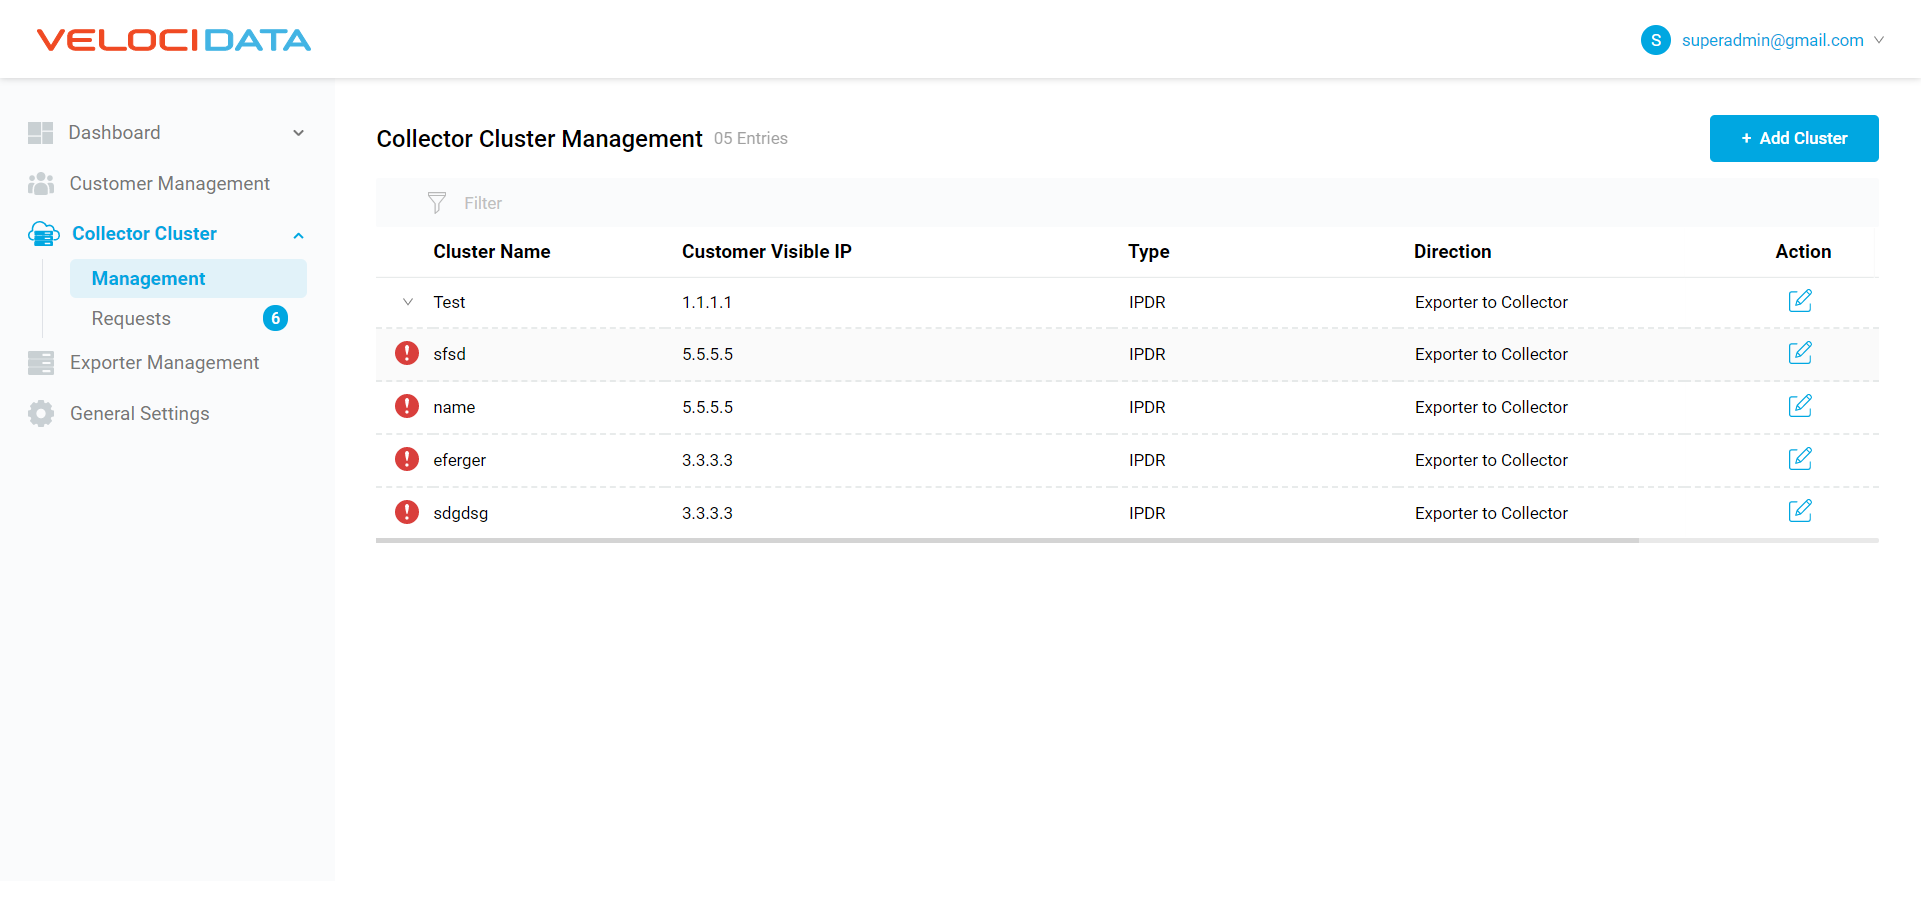 VELOCIDATA
S superadmin@gmail.com
Dashboard
Customer Management
Collector Cluster
Management
Requests 6
Exporter Management
General Settings
Collector Cluster Management 05 Entries
+ Add Cluster
Filter
Cluster Name Customer Visible IP Type Direction Action
Test 1.1.1.1 IPDR Exporter to Collector
sfsd 5.5.5.5 IPDR Exporter to Collector
name 5.5.5.5 IPDR Exporter to Collector
eferger 3.3.3.3 IPDR Exporter to Collector
sdgdsg 3.3.3.3 IPDR Exporter to Collector